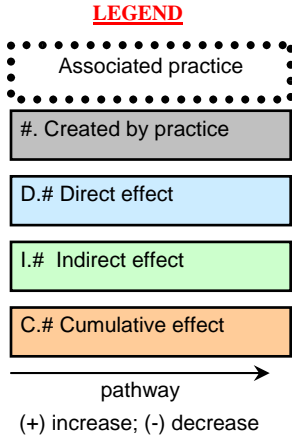 LEGEND
Associated practice
#. Created by practice
D.# Direct effect
I.# Indirect effect
C.# Cumulative effect
pathway
(+) increase; (-) decrease